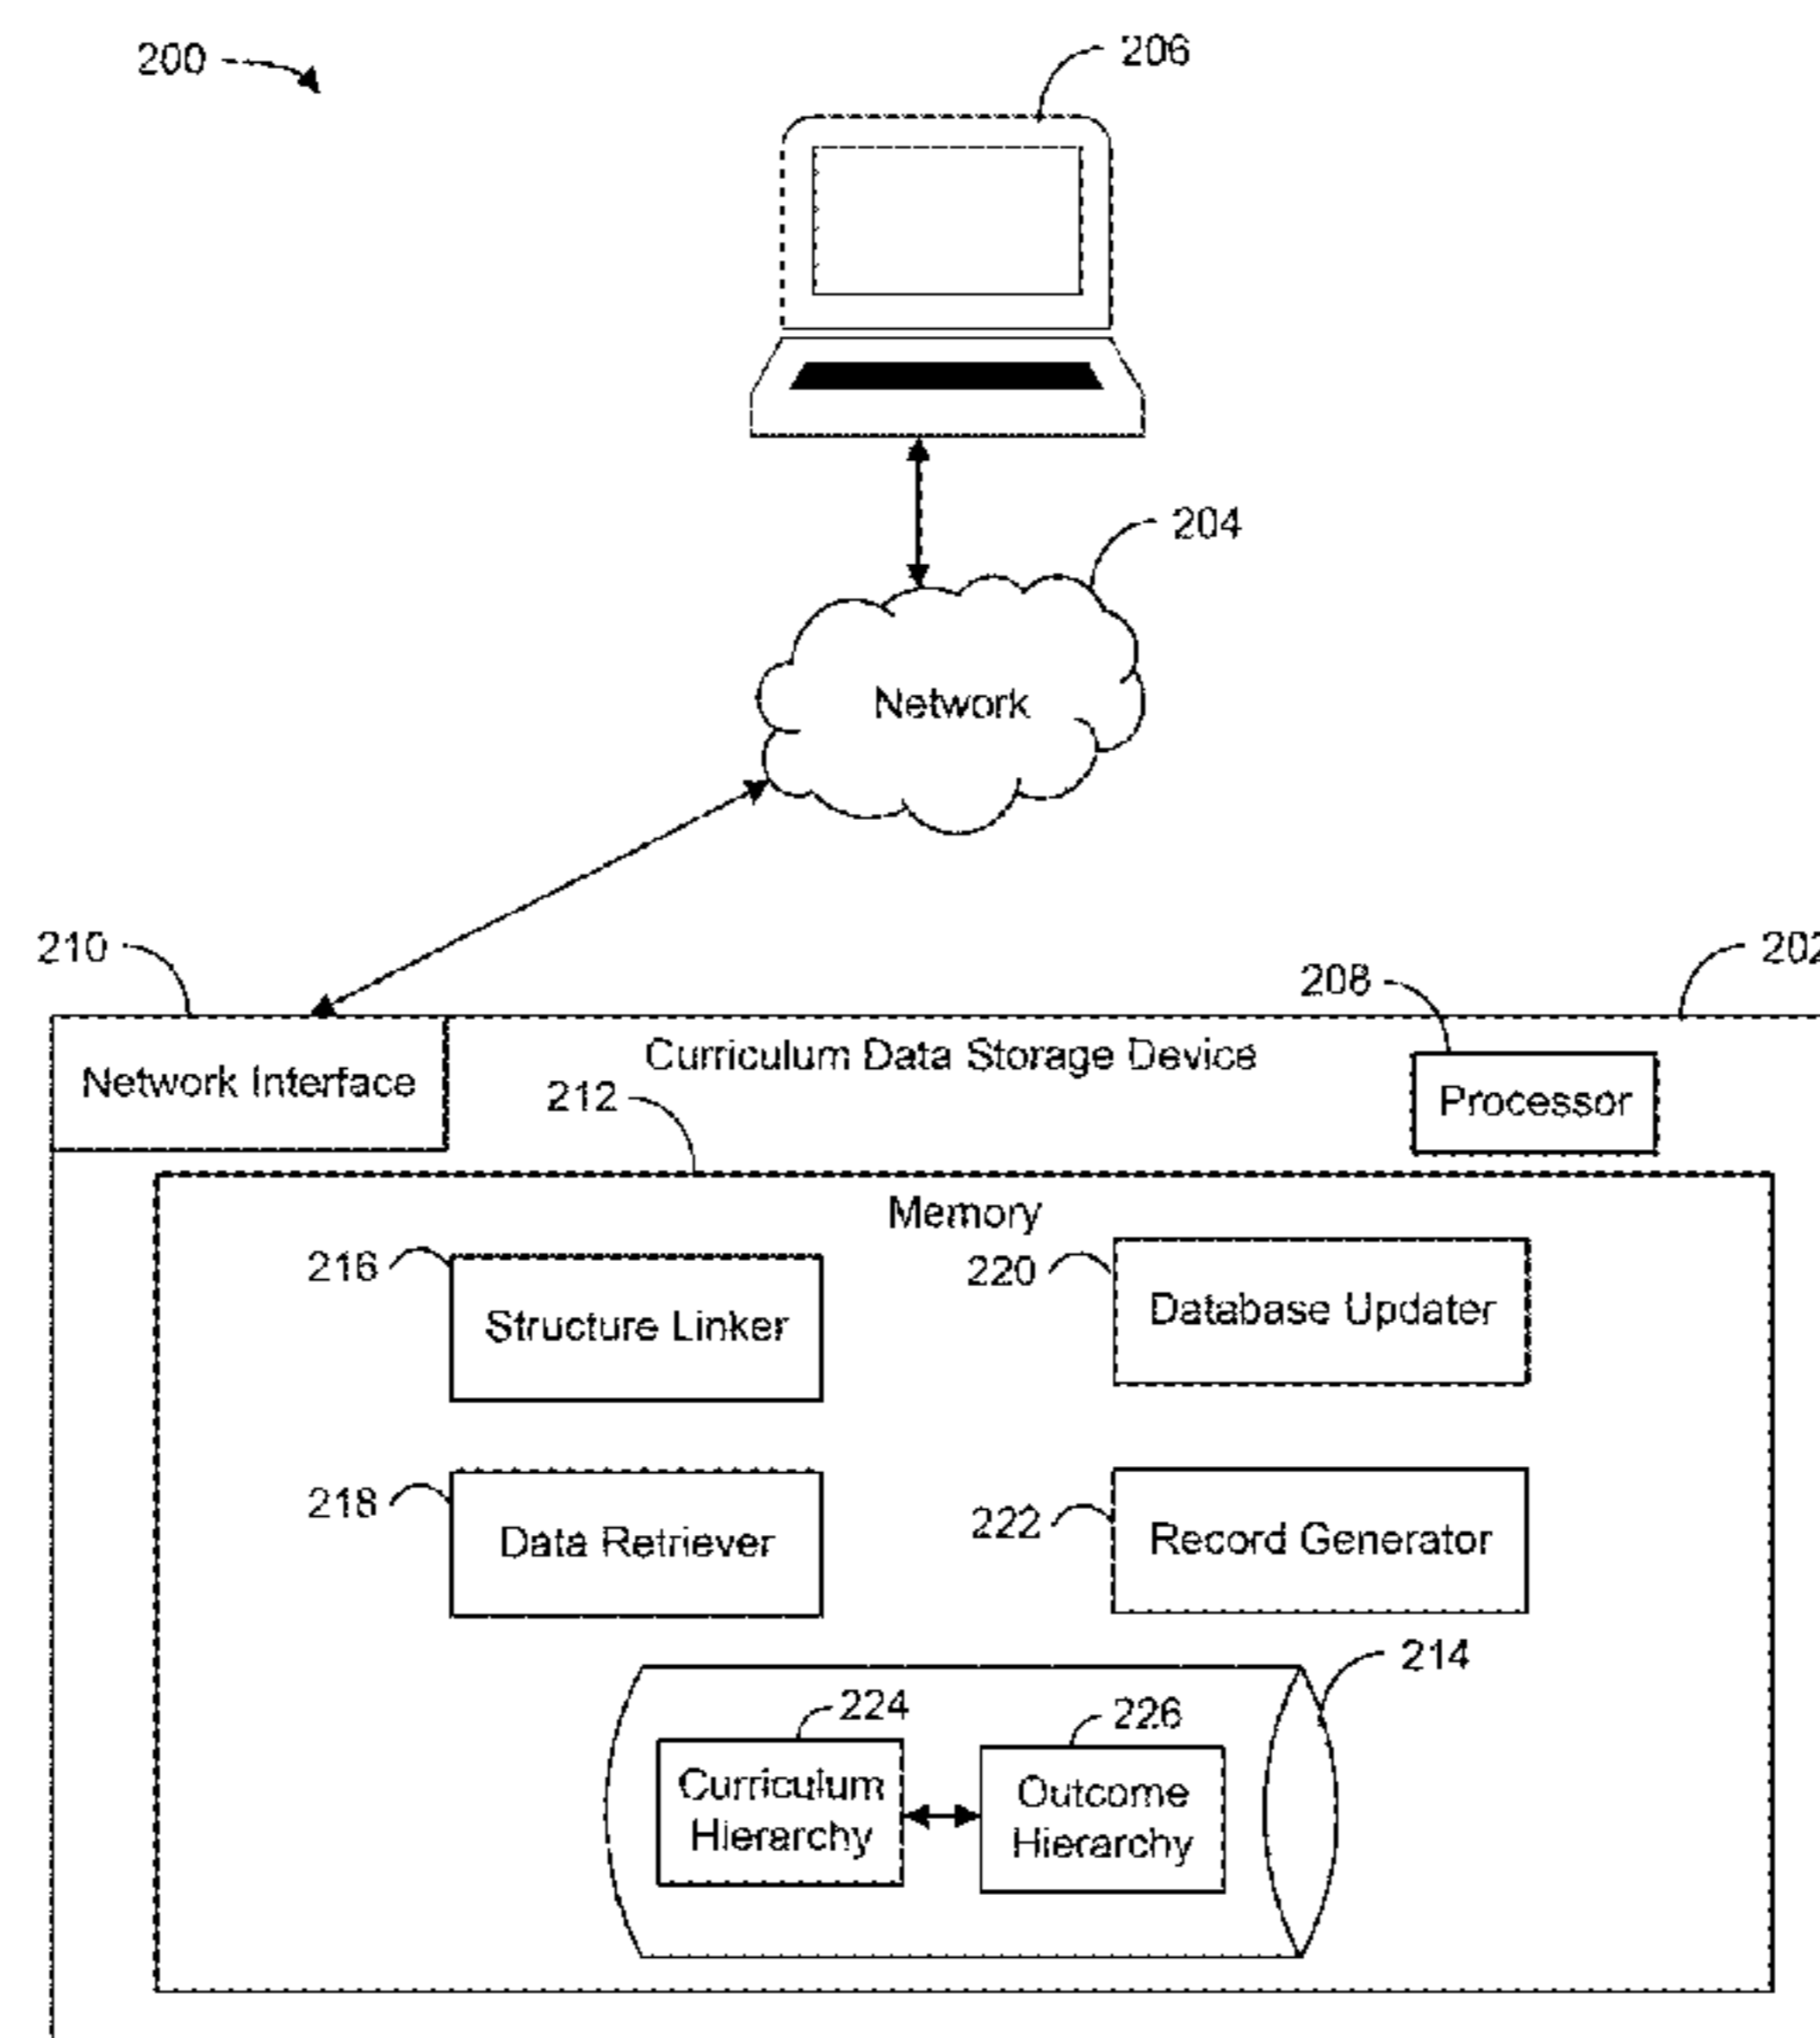 200
206
204
Network
210
202
208
Network Interface
Curriculum Data Storage Device
Processor
212
Memory
216
Structure Linker
220
Database Updater
218
Data Retriever
222
Record Generator
214
224
226
Curriculum
Hierarchy
Outcome
Hierarchy